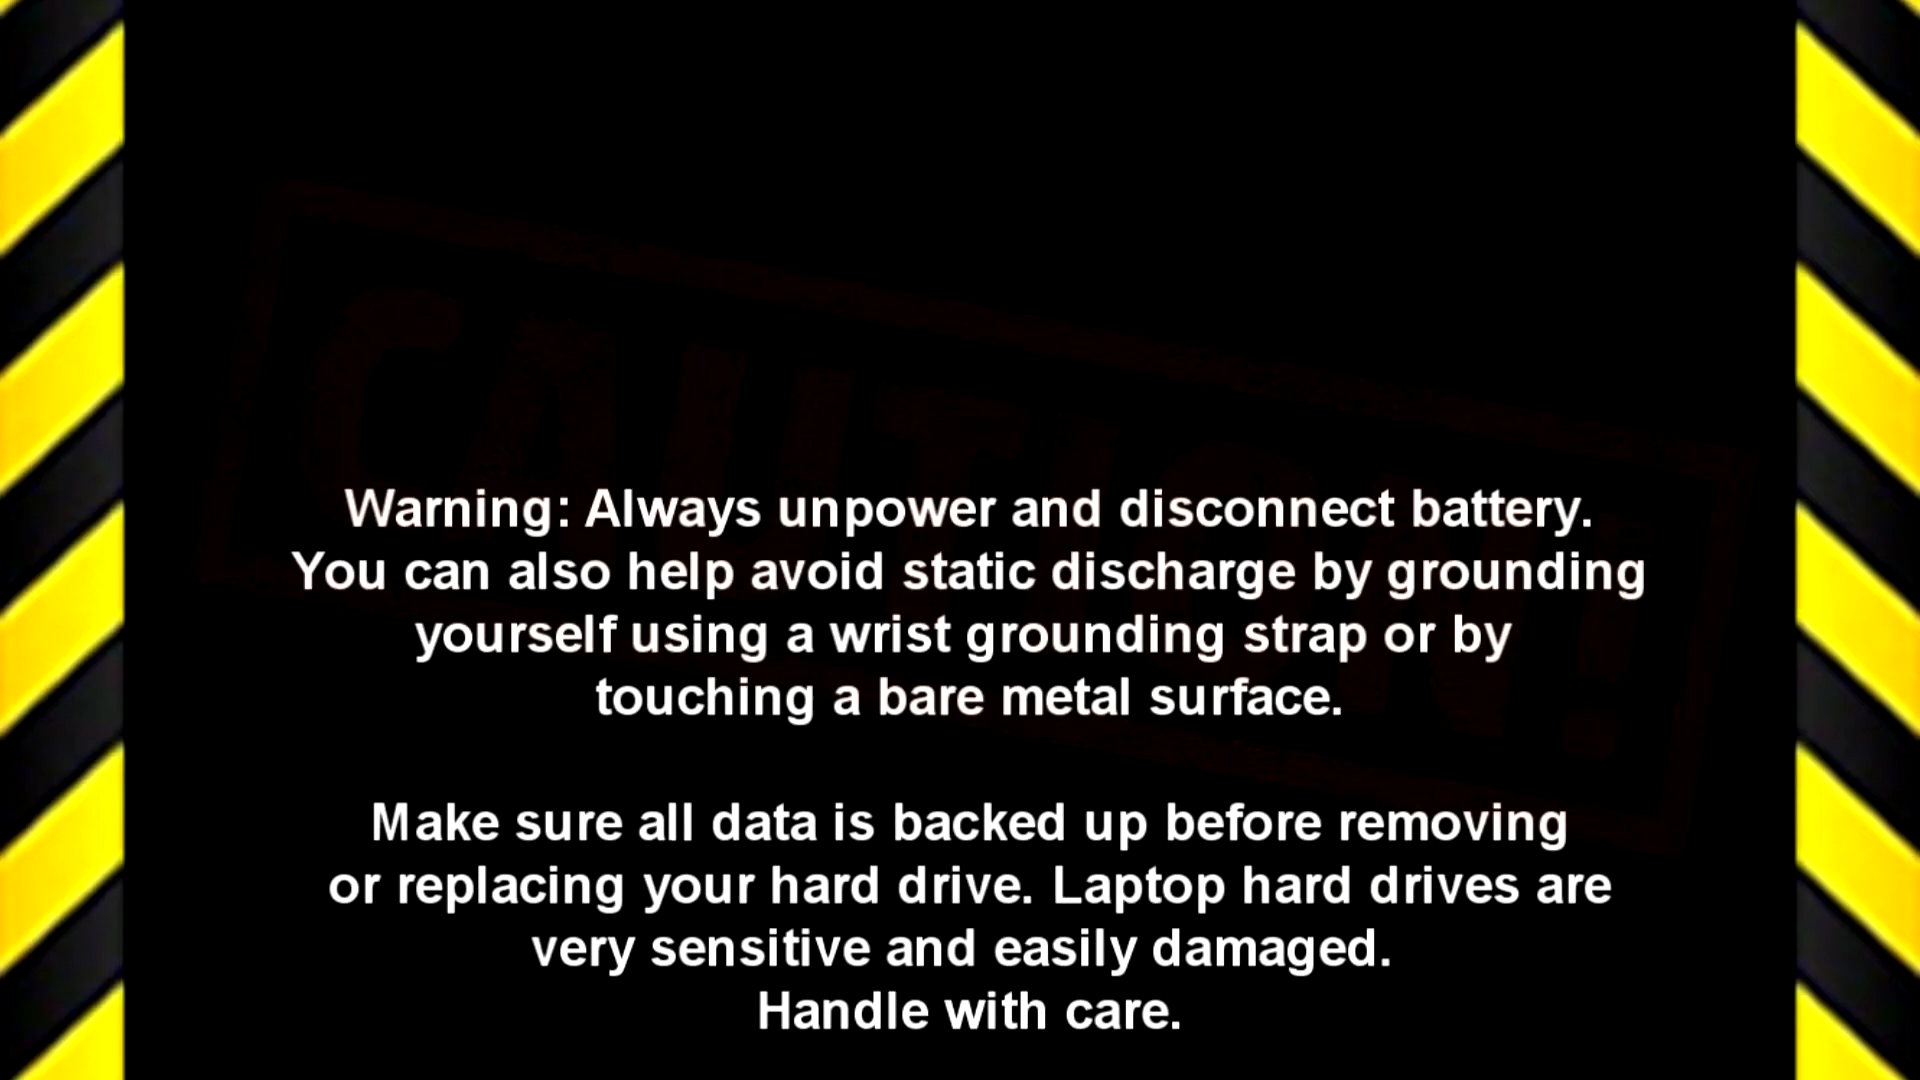 CAUTION!
Warning: Always unpower and disconnect battery.
You can also help avoid static discharge by grounding
yourself using a wrist grounding strap or by
touching a bare metal surface.
Make sure all data is backed up before removing
or replacing your hard drive. Laptop hard drives are
very sensitive and easily damaged.
Handle with care.